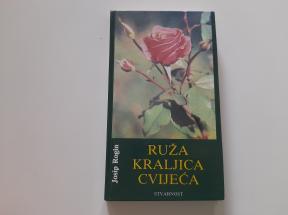 Josip Rogin
RUŽA
KRALJICA
CVIJEĆA
STVARNOST